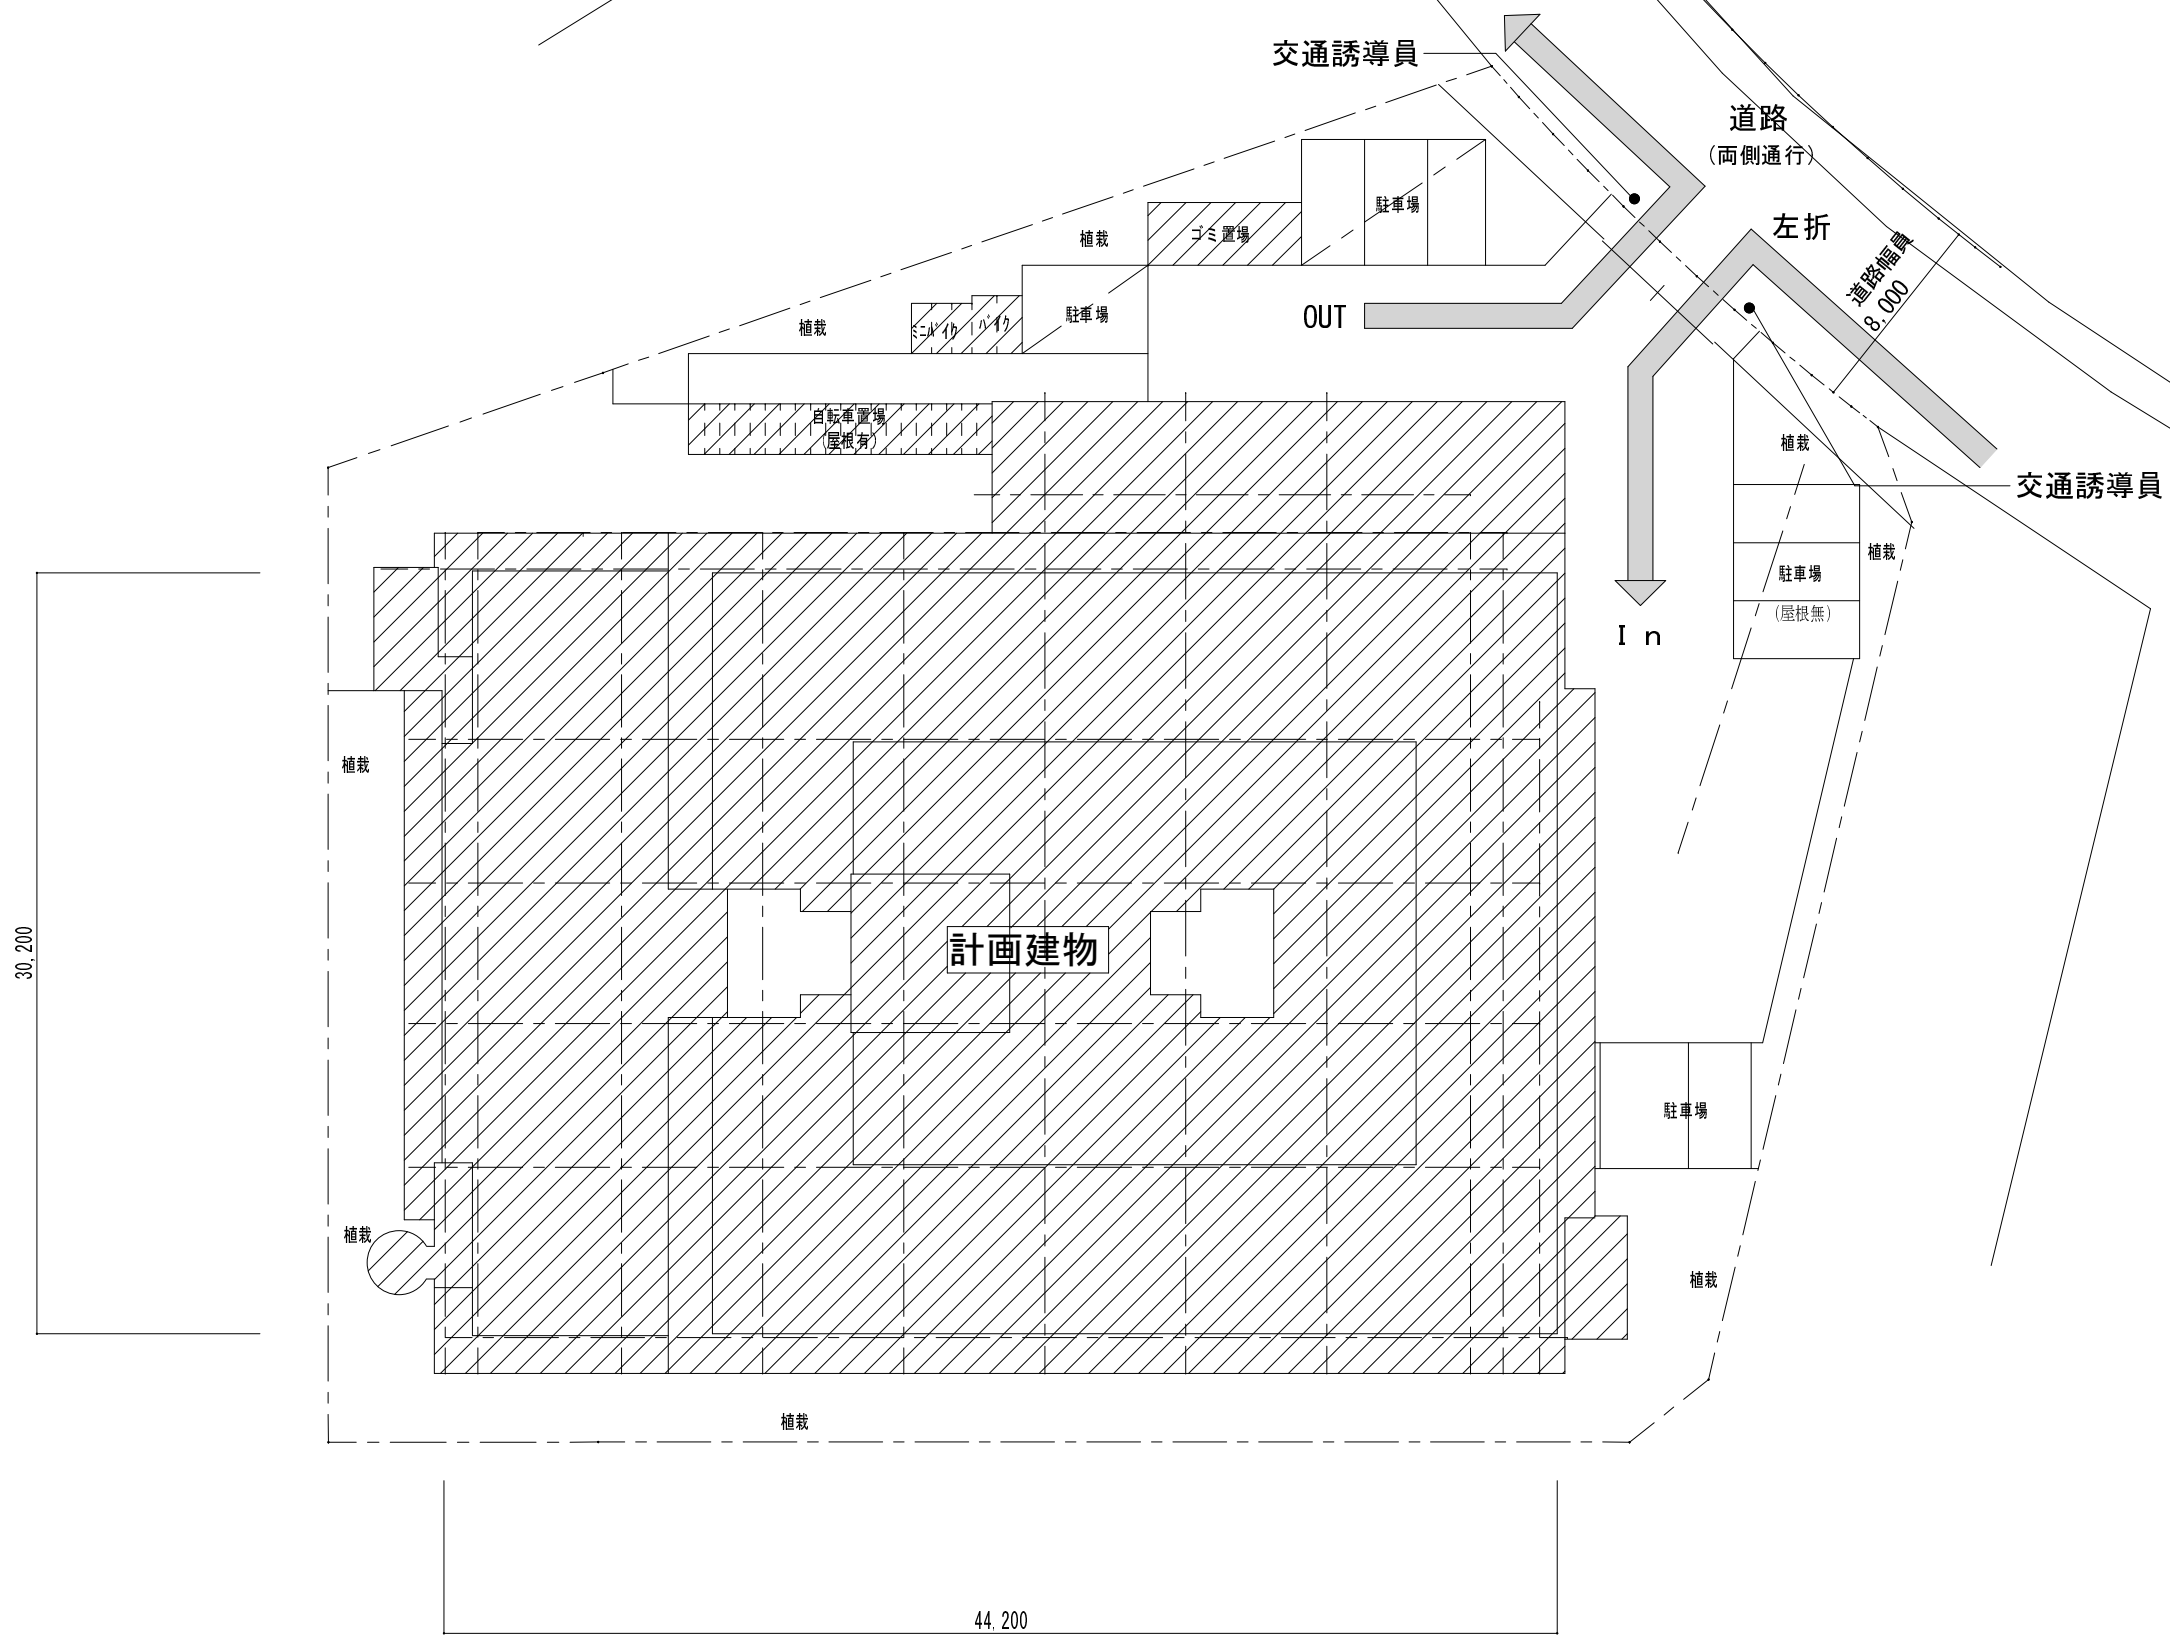 交通誘導員
道路
(両側通行)
左折
道路幅員
8,000
駐車場
ゴミ置場
植栽
OUT
駐車場
ミニバイク
バイク
植栽
自転車置場
(屋根有)
植栽
交通誘導員
植栽
駐車場
(屋根無)
In
植栽
30,200
計画建物
駐車場
植栽
植栽
植栽
44,200